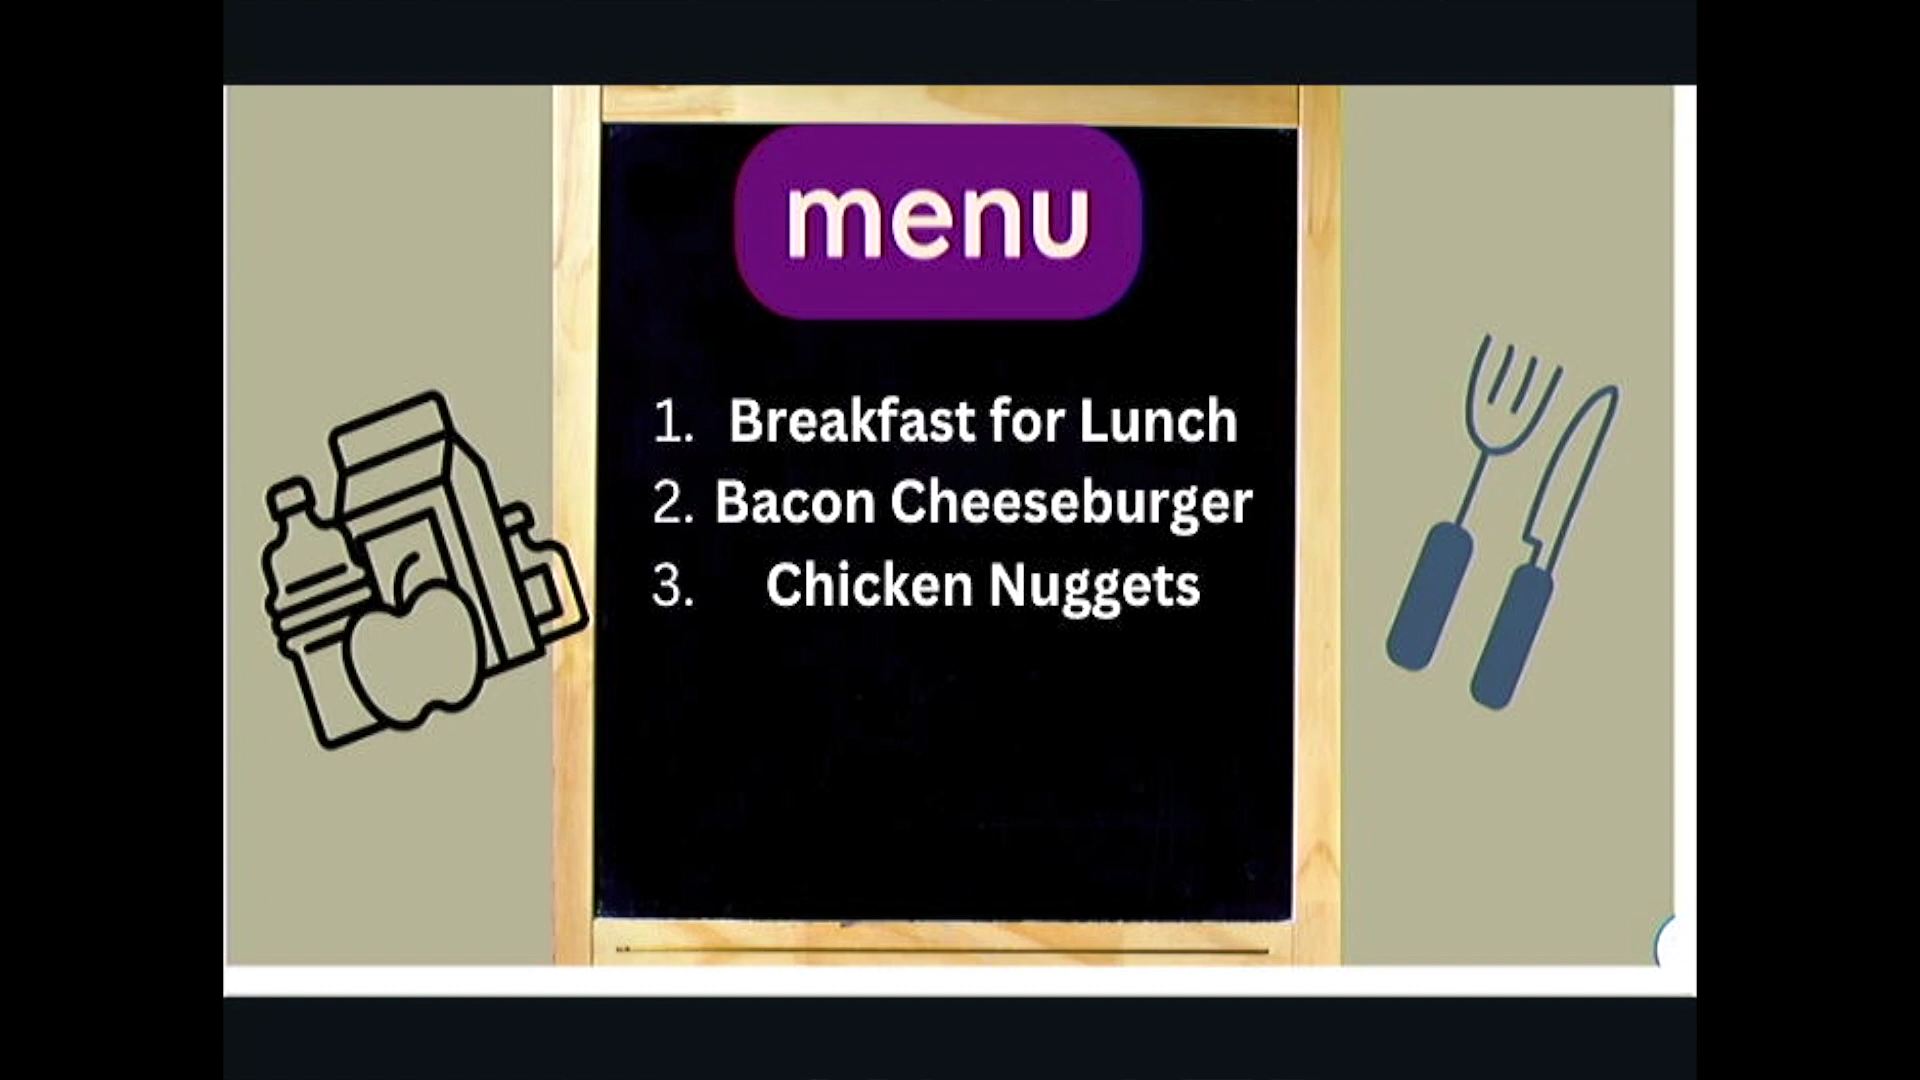 menu
1. Breakfast for Lunch
2. Bacon Cheeseburger
3. Chicken Nuggets